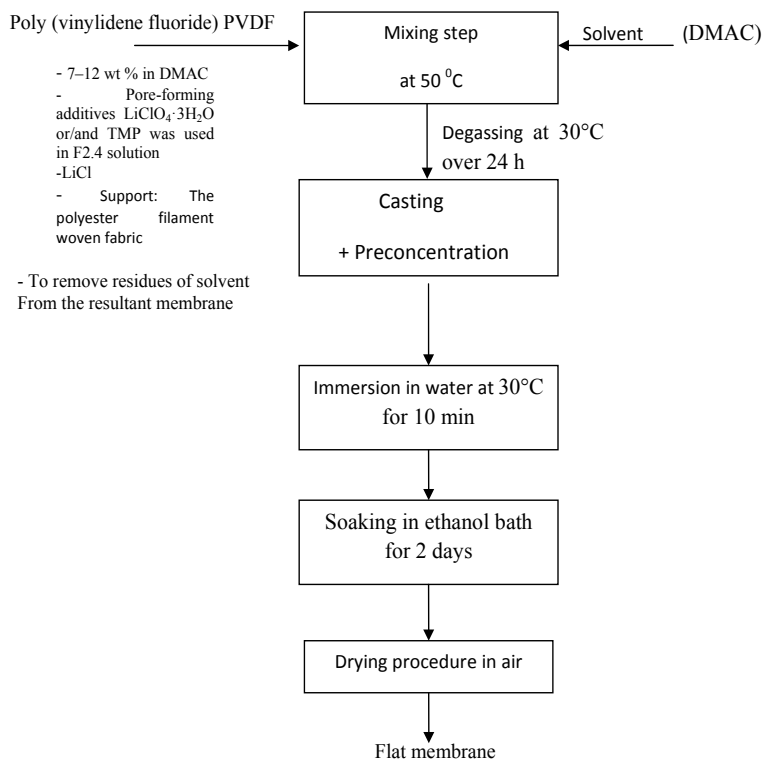 Poly (vinylidene fluoride) PVDF
Mixing step
at 50 ⁰C
Solvent
(DMAC)
- 7–12 wt % in DMAC
- Pore-forming
additives LiClO₄·3H₂O
or/and TMP was used
in F2.4 solution
-LiCl
- Support: The
polyester filament
woven fabric
- To remove residues of solvent
From the resultant membrane
Degassing at 30°C
over 24 h
Casting
+ Preconcentration
Immersion in water at 30°C
for 10 min
Soaking in ethanol bath
for 2 days
Drying procedure in air
Flat membrane